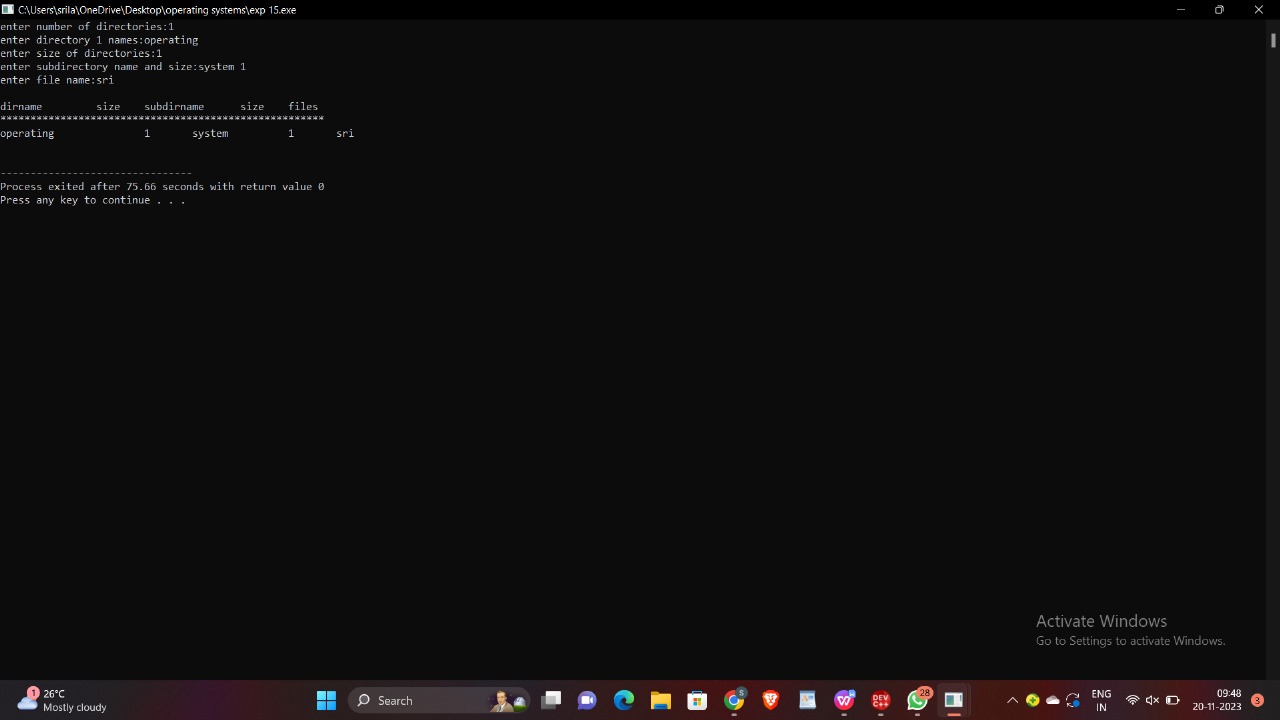 C:\Users\srila\OneDrive\Desktop\operating systems\exp 15.exe
enter number of directories:1
enter directory 1 names:operating
enter size of directories:1
enter subdirectory name and size:system 1
enter file name:sri
dirname size subdirname size files
******************************************************
operating 1 system 1 sri
--------------------------------
Process exited after 75.66 seconds with return value 0
Press any key to continue . . .
Activate Windows
Go to Settings to activate Windows.
1
26°C
Mostly cloudy
Search
S
DEV
C++
28
ENG
IN
09:48
20-11-2023
3